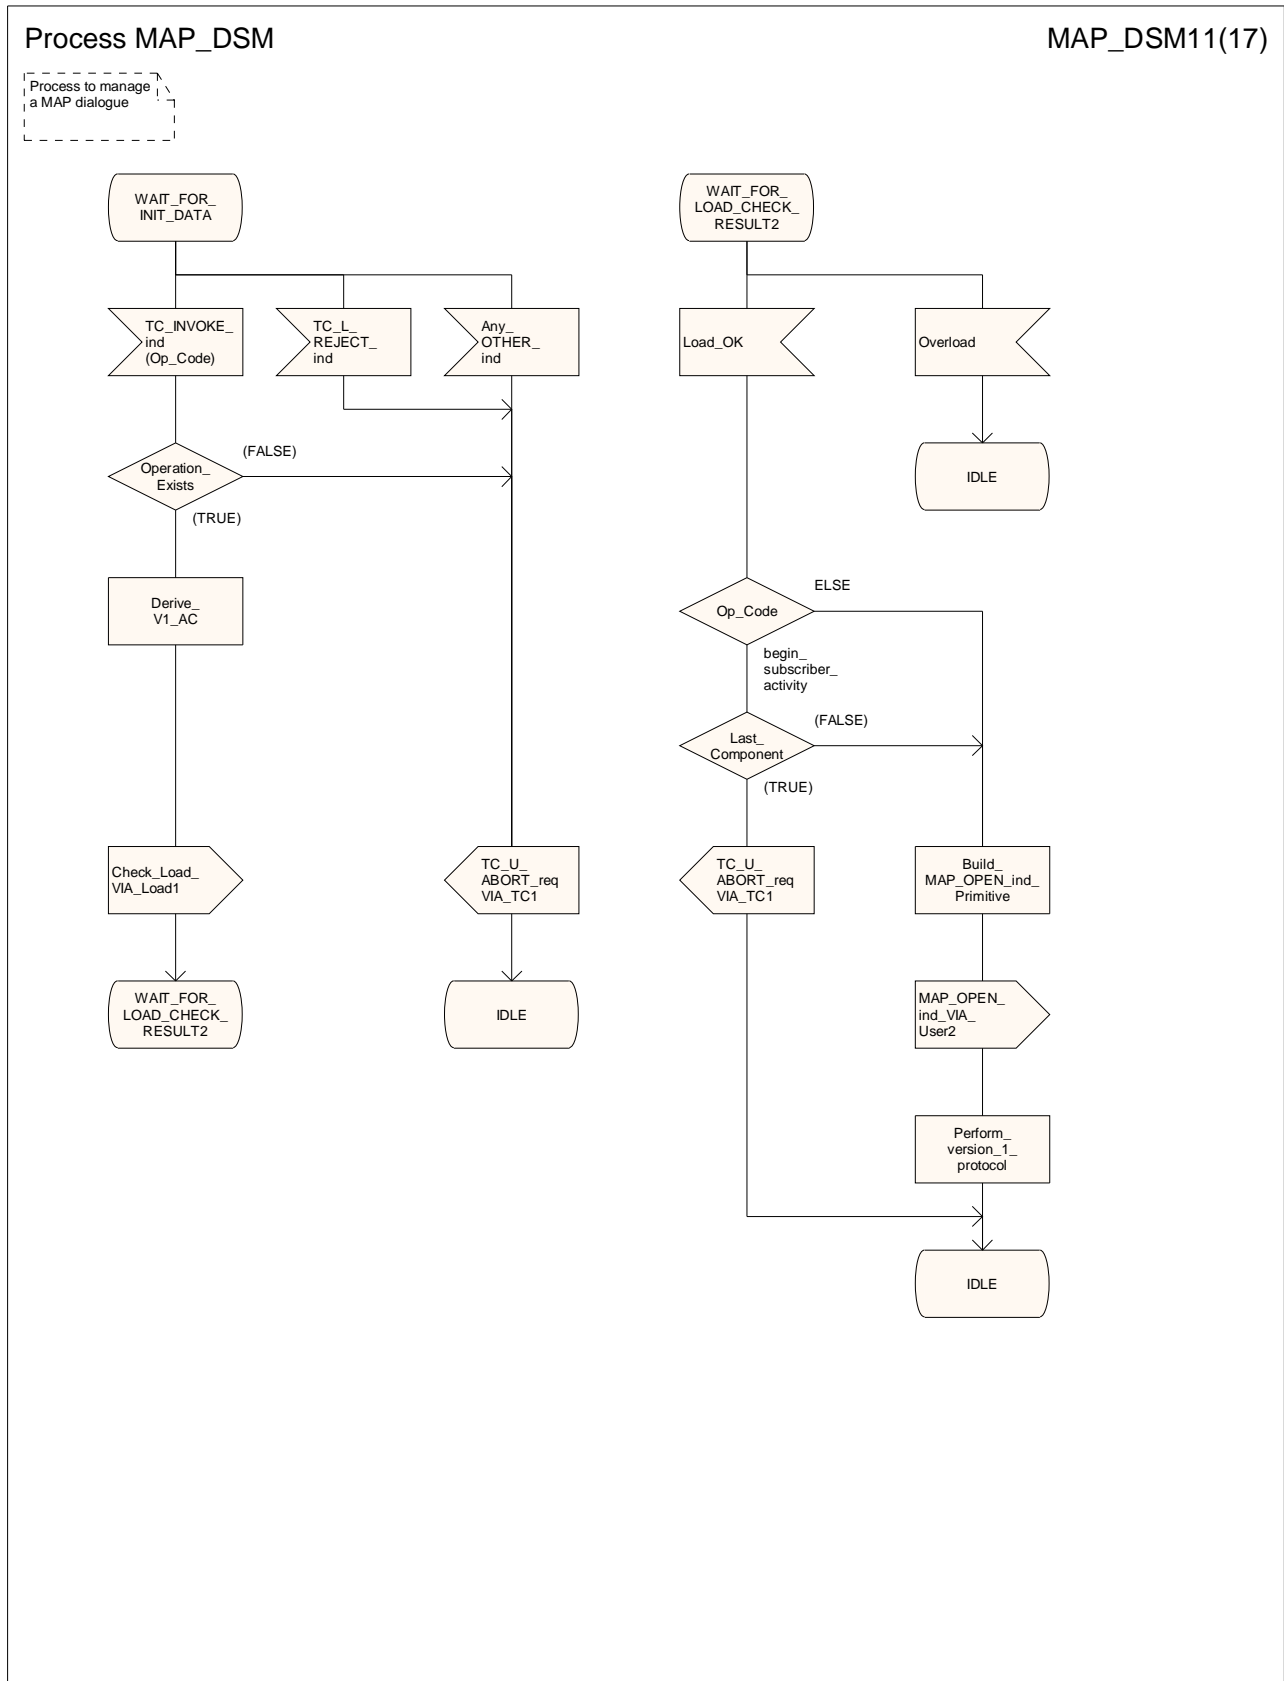 Process MAP_DSM
MAP_DSM11(17)
Process to manage
a MAP dialogue
WAIT_FOR_
INIT_DATA
TC_INVOKE_
ind
(Op_Code)
TC_L_
REJECT_
ind
Any_
OTHER_
ind
Operation_
Exists
(FALSE)
(TRUE)
Derive_
V1_AC
Check_Load_
VIA_Load1
WAIT_FOR_
LOAD_CHECK_
RESULT2
TC_U_
ABORT_req
VIA_TC1
IDLE
WAIT_FOR_
LOAD_CHECK_
RESULT2
Load_OK
Overload
IDLE
Op_Code
ELSE
begin_
subscriber_
activity
Last_
Component
(FALSE)
(TRUE)
TC_U_
ABORT_req
VIA_TC1
Build_
MAP_OPEN_ind_
Primitive
MAP_OPEN_
ind_VIA_
User2
Perform_
version_1_
protocol
IDLE